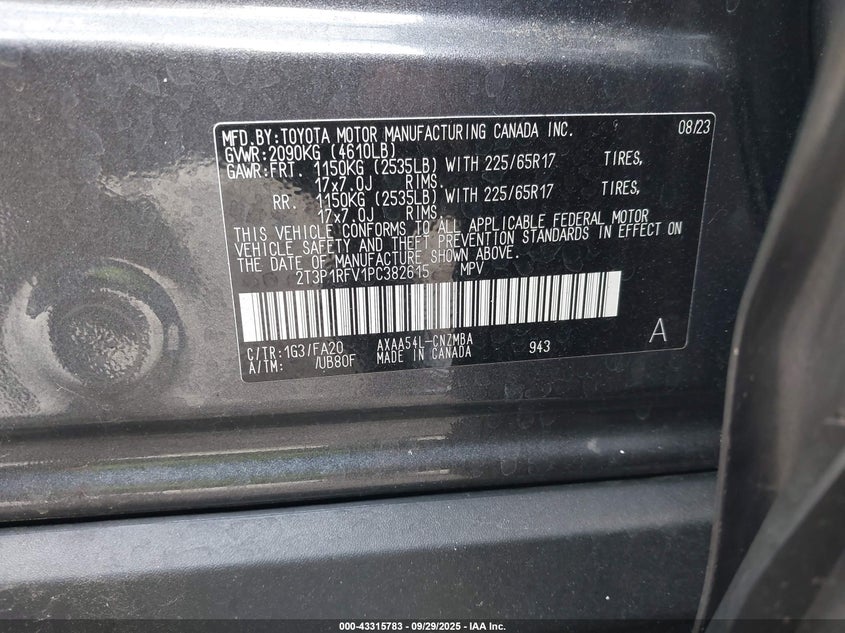 MFD.BY:TOYOTA MOTOR MANUFACTURING CANADA INC. 08/23
GVWR:2090KG (4610LB)
GAWR:FRT. 1150KG (2535LB) WITH 225/65R17 TIRES,
17x7.0J RIMS.
RR. 1150KG (2535LB) WITH 225/65R17 TIRES,
17x7.0J RIMS.
THIS VEHICLE CONFORMS TO ALL APPLICABLE FEDERAL MOTOR
VEHICLE SAFETY AND THEFT PREVENTION STANDARDS IN EFFECT ON
THE DATE OF MANUFACTURE SHOWN ABOVE.
2T3P1RFV1PC382615 MPV
C/TR:1G3/FA20 AXAA54L-CNZMBA
A/TM: /UB80F MADE IN CANADA 943 A
000-43315783 / 09/29/2025 - IAA Inc.